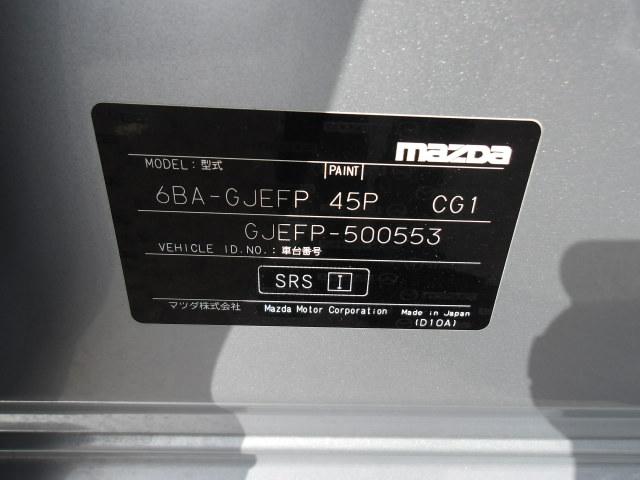 mazda
MODEL: 型式 PAINT
6BA-GJEFP 45P CG1
GJEFP-500553
VEHICLE ID.NO.: 車台番号
SRS I
マツダ株式会社 Mazda Motor Corporation Made in Japan
(D10A)